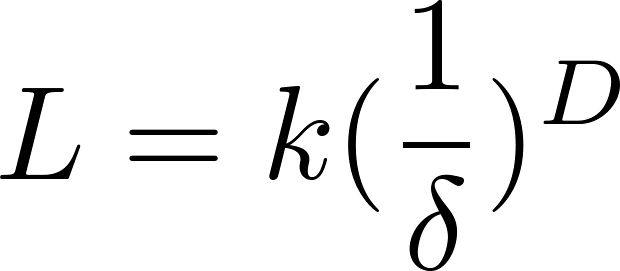 L = k(1/δ)^D